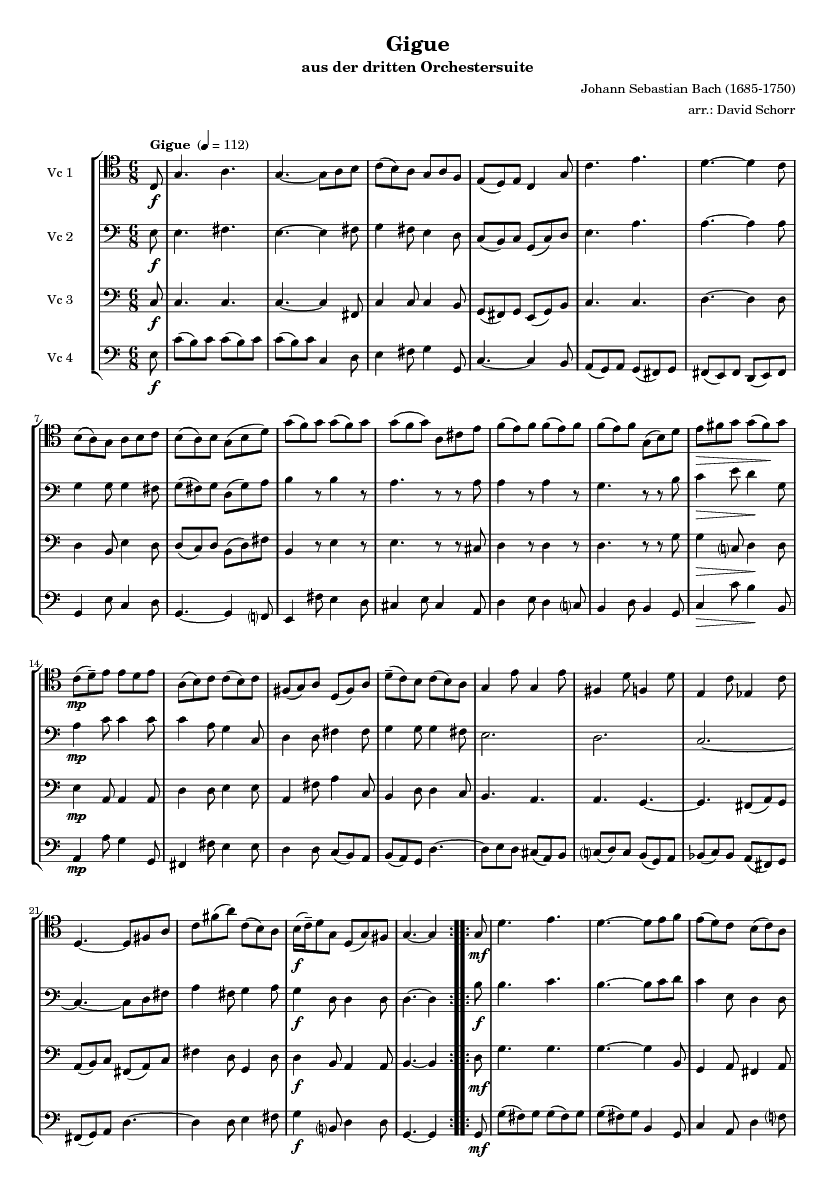 Gigue
aus der dritten Orchestersuite
Johann Sebastian Bach (1685-1750)
arr.: David Schorr
Gigue (♩ = 112)
Vc 1
f
Vc 2
f
Vc 3
f
Vc 4
f
7
14
mp
mp
mp
mp
21
f mf
f f
f mf
f mf